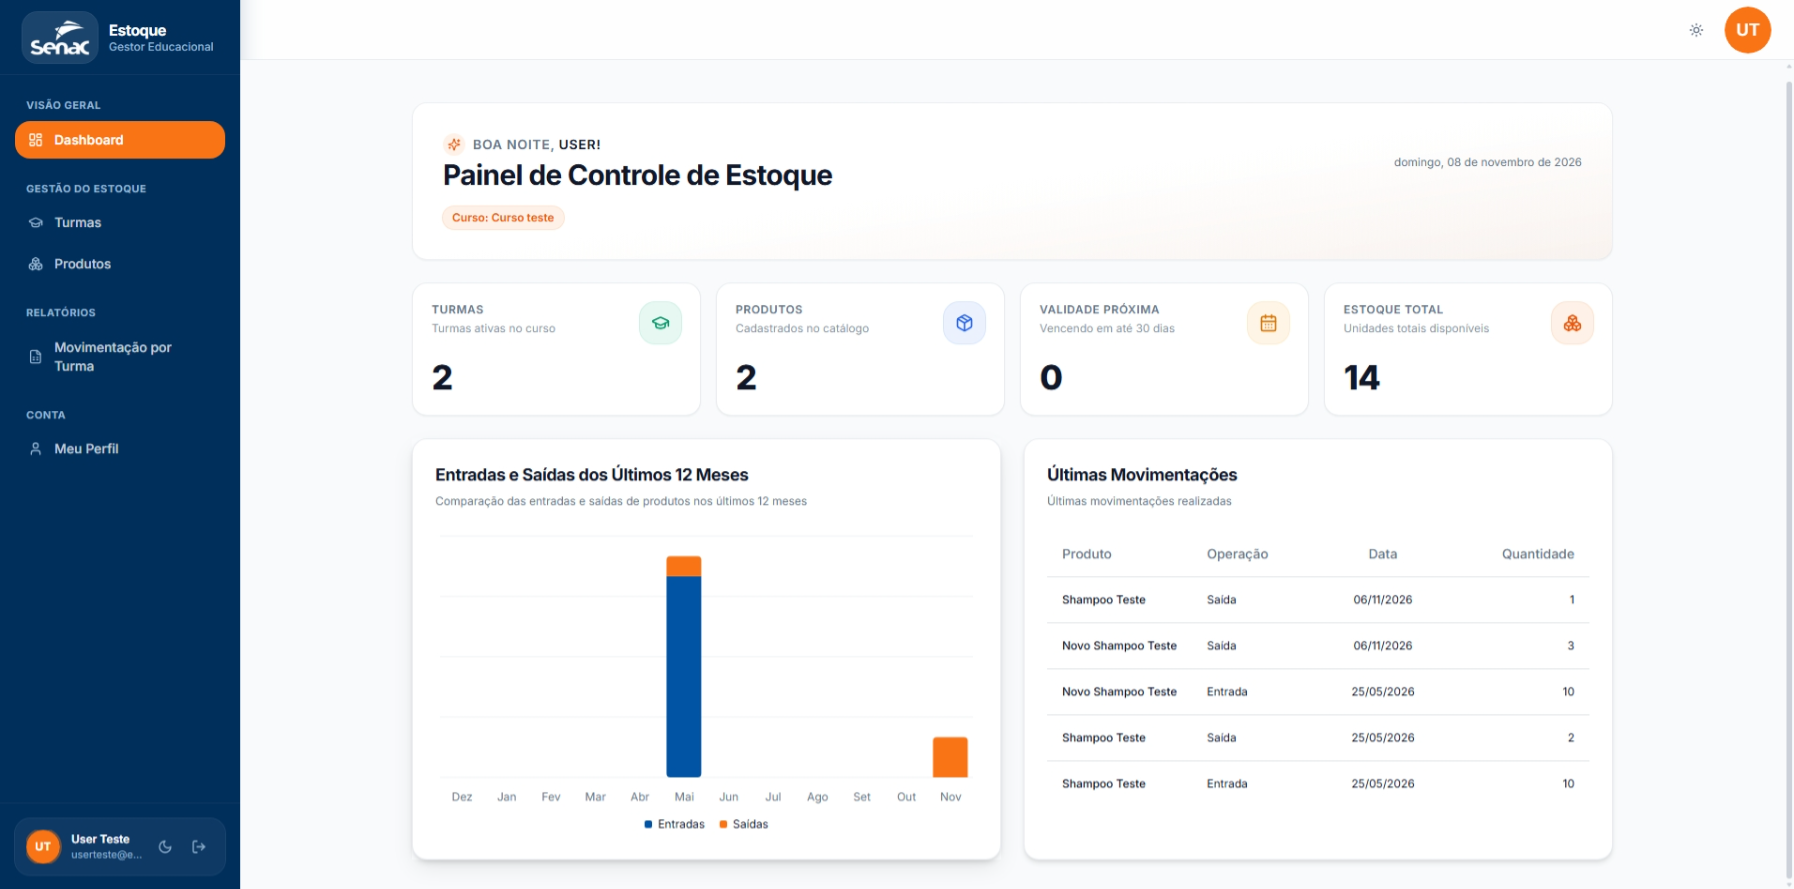 Senac
Estoque
Gestor Educacional
VISÃO GERAL
Dashboard
GESTÃO DO ESTOQUE
Turmas
Produtos
RELATÓRIOS
Movimentação por
Turma
CONTA
Meu Perfil
UT
User Teste
userteste@e...
UT
BOA NOITE, USER!
Painel de Controle de Estoque
Curso: Curso teste
domingo, 08 de novembro de 2026
TURMAS
Turmas ativas no curso
2
PRODUTOS
Cadastrados no catálogo
2
VALIDADE PRÓXIMA
Vencendo em até 30 dias
0
ESTOQUE TOTAL
Unidades totais disponíveis
14
Entradas e Saídas dos Últimos 12 Meses
Comparação das entradas e saídas de produtos nos últimos 12 meses
Dez Jan Fev Mar Abr Mai Jun Jul Ago Set Out Nov
Entradas Saídas
Últimas Movimentações
Últimas movimentações realizadas
Produto Operação Data Quantidade
Shampoo Teste Saída 06/11/2026 1
Novo Shampoo Teste Saída 06/11/2026 3
Novo Shampoo Teste Entrada 25/05/2026 10
Shampoo Teste Saída 25/05/2026 2
Shampoo Teste Entrada 25/05/2026 10